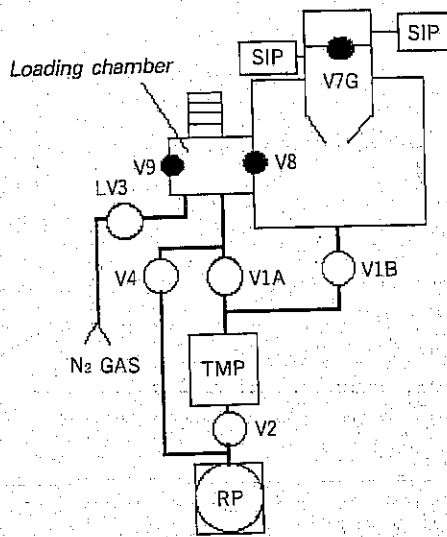 SIP
SIP
V7G
Loading chamber
V9
V8
LV3
V4
V1A
V1B
N₂ GAS
TMP
V2
RP